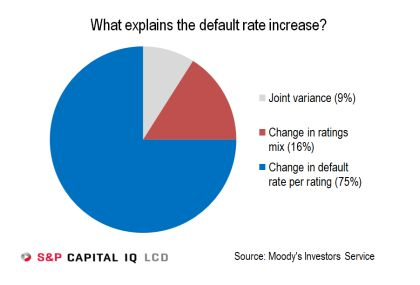 What explains the default rate increase?
Joint variance (9%)
Change in ratings
mix (16%)
Change in default
rate per rating (75%)
S&P CAPITAL IQ LCD
Source: Moody's Investors Service